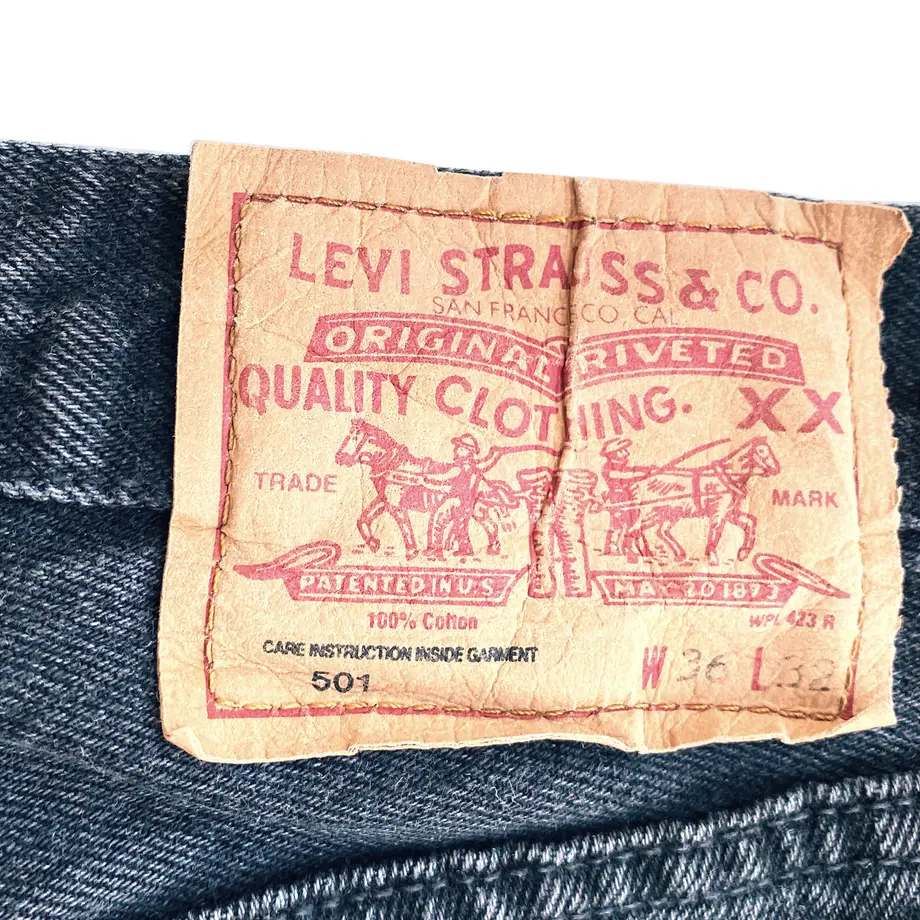 LEVI STRAUSS & CO.
SAN FRANCISCO, CAL
ORIGINAL RIVETED
QUALITY CLOTHING. XX
TRADE MARK
PATENTED IN U.S. MAY 20 1873
100% Cotton WPL 423 R
CARE INSTRUCTION INSIDE GARMENT
501 W 36 L 32